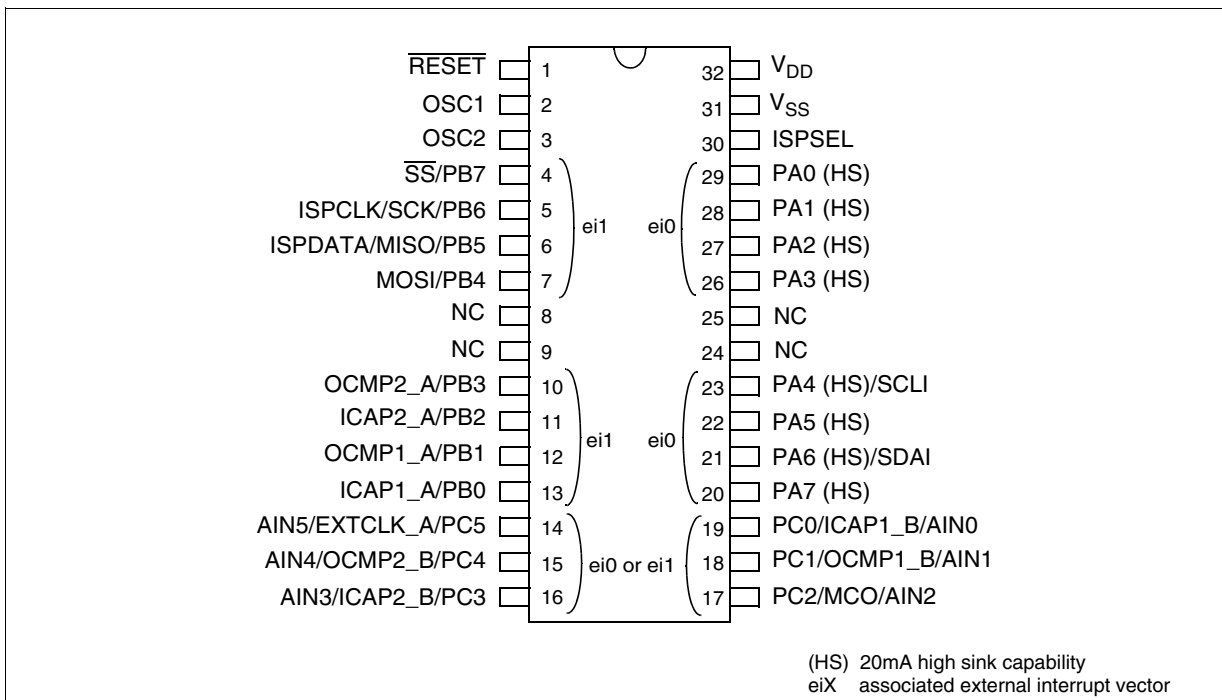 RESET 1 32 VDD
OSC1 2 31 VSS
OSC2 3 30 ISPSEL
SS/PB7 4 29 PA0 (HS)
ISPCLK/SCK/PB6 5 28 PA1 (HS)
ei1 ei0
ISPDATA/MISO/PB5 6 27 PA2 (HS)
MOSI/PB4 7 26 PA3 (HS)
NC 8 25 NC
NC 9 24 NC
OCMP2_A/PB3 10 23 PA4 (HS)/SCLI
ICAP2_A/PB2 11 22 PA5 (HS)
ei1 ei0
OCMP1_A/PB1 12 21 PA6 (HS)/SDAI
ICAP1_A/PB0 13 20 PA7 (HS)
AIN5/EXTCLK_A/PC5 14 19 PC0/ICAP1_B/AIN0
AIN4/OCMP2_B/PC4 15 ei0 or ei1 18 PC1/OCMP1_B/AIN1
AIN3/ICAP2_B/PC3 16 17 PC2/MCO/AIN2
(HS) 20mA high sink capability
eiX associated external interrupt vector